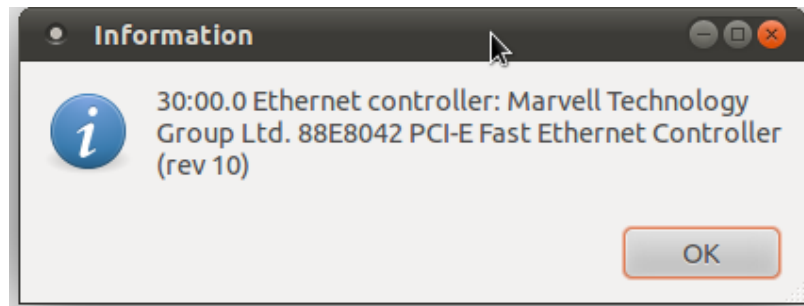 Information
30:00.0 Ethernet controller: Marvell Technology
Group Ltd. 88E8042 PCI-E Fast Ethernet Controller
(rev 10)
OK